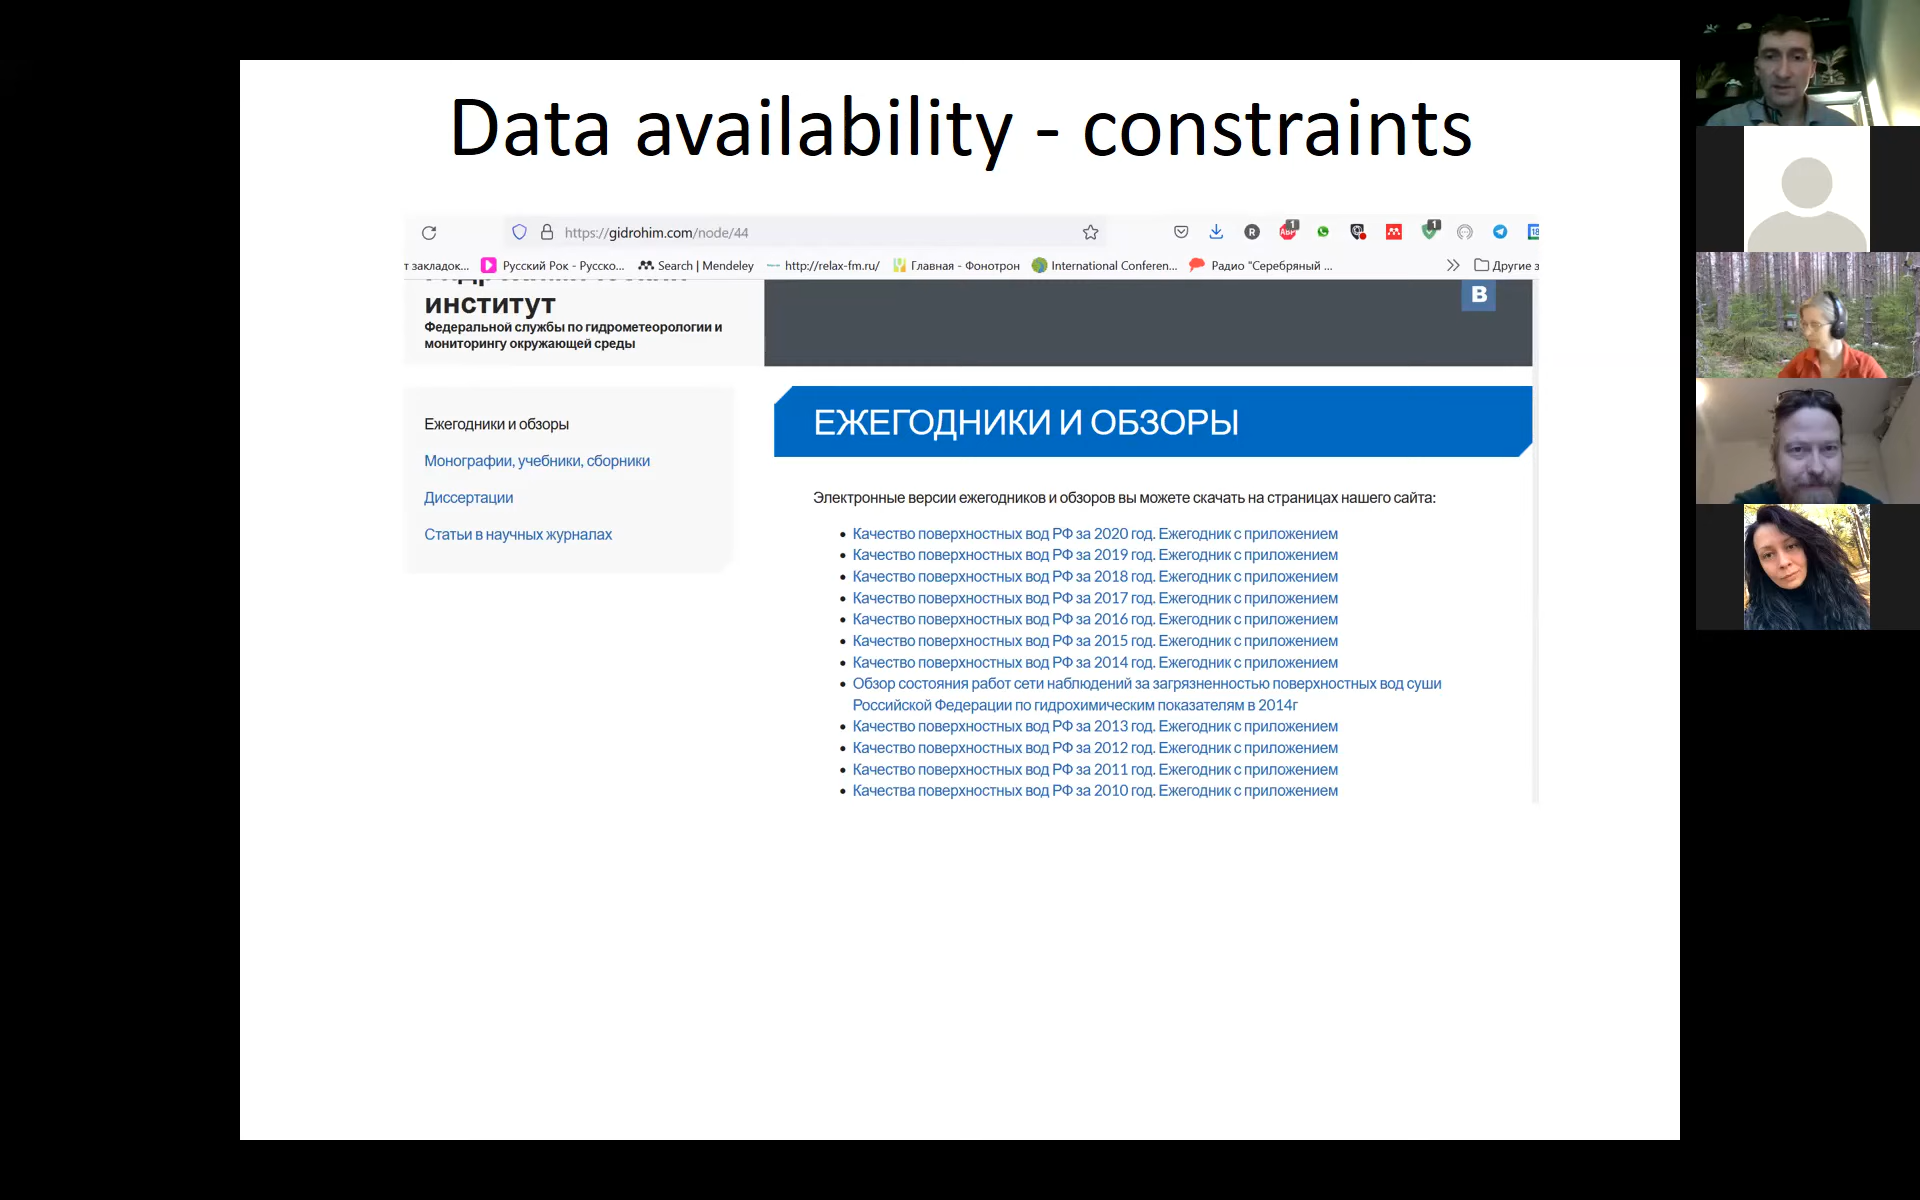 Data availability - constraints
https://gidrohim.com/node/44
т закладок... Русский Рок - Русско... Search | Mendeley http://relax-fm.ru/ Главная - Фонотрон International Conferen... Радио "Серебряный ... Другие з
институт
Федеральной службы по гидрометеорологии и
мониторингу окружающей среды
B
Ежегодники и обзоры
Монографии, учебники, сборники
Диссертации
Статьи в научных журналах
ЕЖЕГОДНИКИ И ОБЗОРЫ
Электронные версии ежегодников и обзоров вы можете скачать на страницах нашего сайта:
Качество поверхностных вод РФ за 2020 год. Ежегодник с приложением
Качество поверхностных вод РФ за 2019 год. Ежегодник с приложением
Качество поверхностных вод РФ за 2018 год. Ежегодник с приложением
Качество поверхностных вод РФ за 2017 год. Ежегодник с приложением
Качество поверхностных вод РФ за 2016 год. Ежегодник с приложением
Качество поверхностных вод РФ за 2015 год. Ежегодник с приложением
Качество поверхностных вод РФ за 2014 год. Ежегодник с приложением
Обзор состояния работ сети наблюдений за загрязненностью поверхностных вод суши
Российской Федерации по гидрохимическим показателям в 2014г
Качество поверхностных вод РФ за 2013 год. Ежегодник с приложением
Качество поверхностных вод РФ за 2012 год. Ежегодник с приложением
Качество поверхностных вод РФ за 2011 год. Ежегодник с приложением
Качества поверхностных вод РФ за 2010 год. Ежегодник с приложением